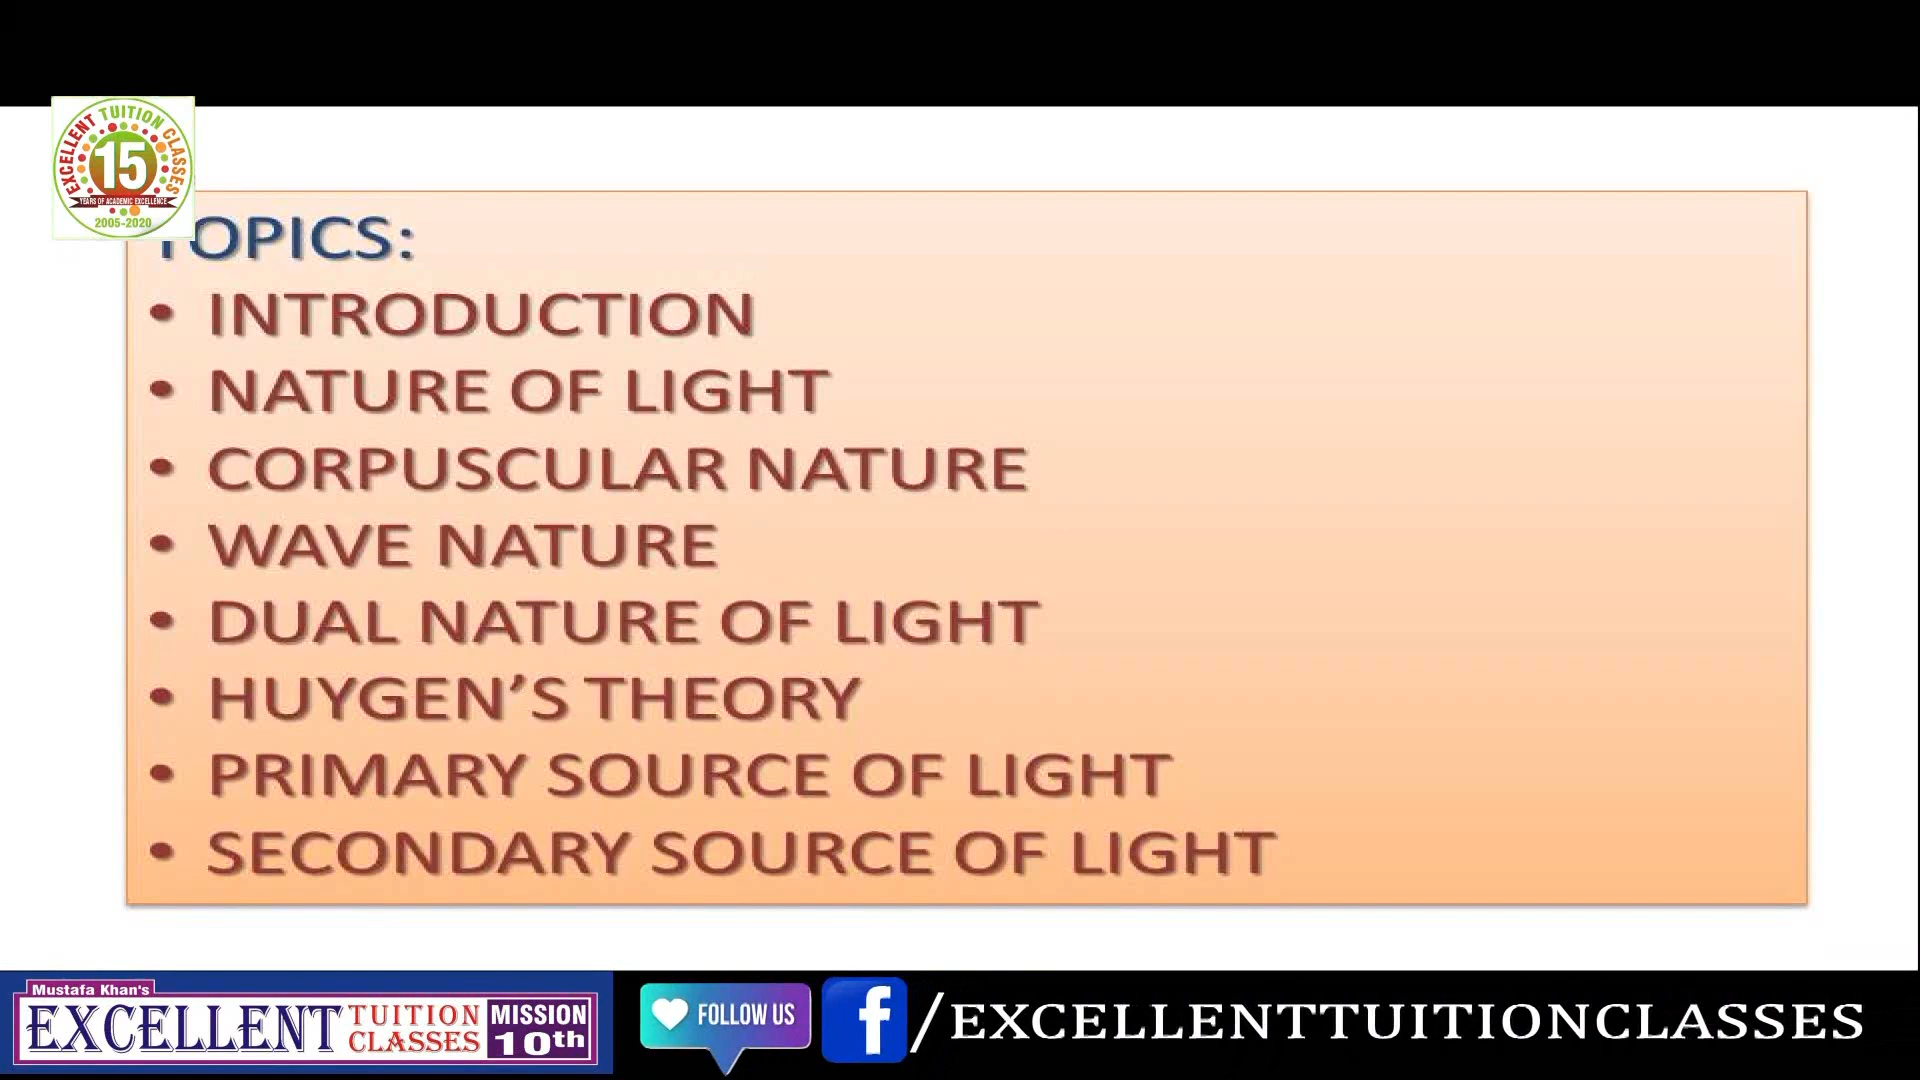 EXCELLENT TUITION CLASSES
15
YEARS OF ACADEMIC EXCELLENCE
2005-2020
TOPICS:
• INTRODUCTION
• NATURE OF LIGHT
• CORPUSCULAR NATURE
• WAVE NATURE
• DUAL NATURE OF LIGHT
• HUYGEN’S THEORY
• PRIMARY SOURCE OF LIGHT
• SECONDARY SOURCE OF LIGHT
Mustafa Khan's
EXCELLENT TUITION CLASSES MISSION 10th
FOLLOW US
f/EXCELLENTTUITIONCLASSES